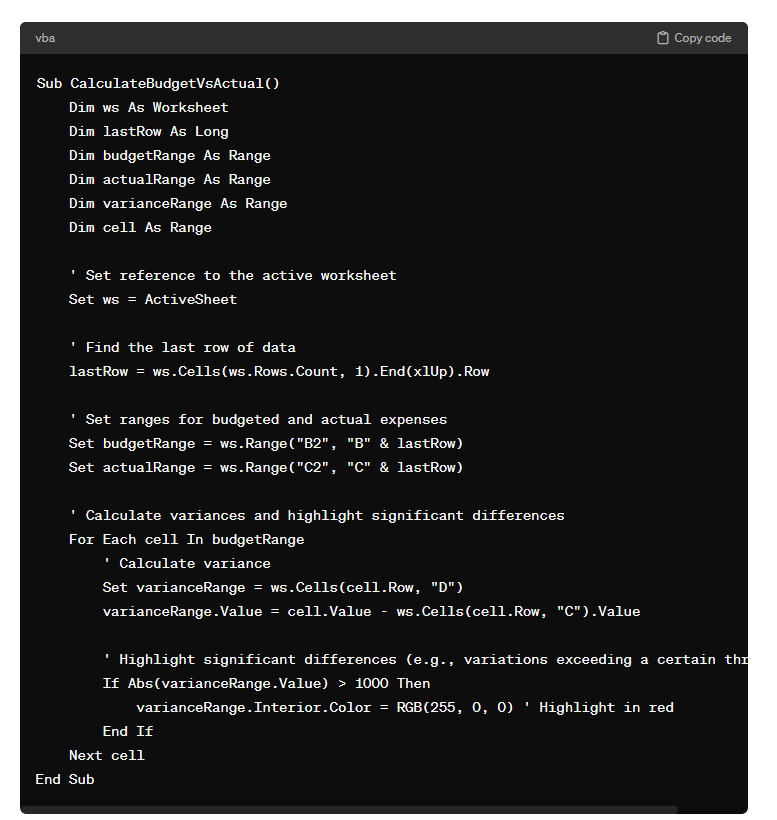 vba
Copy code
Sub CalculateBudgetVsActual()
    Dim ws As Worksheet
    Dim lastRow As Long
    Dim budgetRange As Range
    Dim actualRange As Range
    Dim varianceRange As Range
    Dim cell As Range

    ' Set reference to the active worksheet
    Set ws = ActiveSheet

    ' Find the last row of data
    lastRow = ws.Cells(ws.Rows.Count, 1).End(xlUp).Row

    ' Set ranges for budgeted and actual expenses
    Set budgetRange = ws.Range("B2", "B" & lastRow)
    Set actualRange = ws.Range("C2", "C" & lastRow)

    ' Calculate variances and highlight significant differences
    For Each cell In budgetRange
        ' Calculate variance
        Set varianceRange = ws.Cells(cell.Row, "D")
        varianceRange.Value = cell.Value - ws.Cells(cell.Row, "C").Value

        ' Highlight significant differences (e.g., variations exceeding a certain thr
        If Abs(varianceRange.Value) > 1000 Then
            varianceRange.Interior.Color = RGB(255, 0, 0) ' Highlight in red
        End If
    Next cell
End Sub